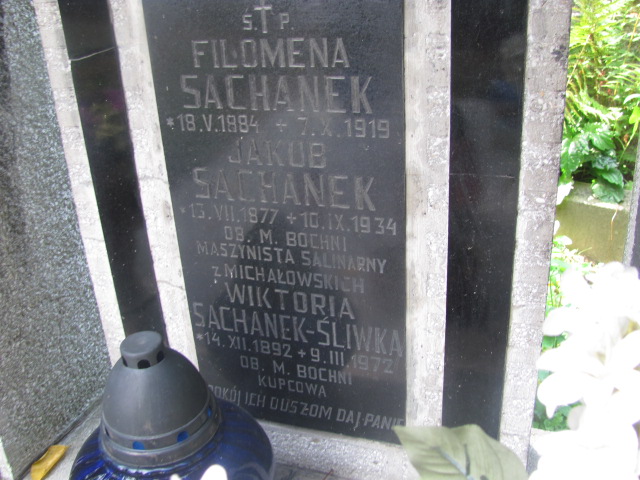 Ś. P.
FILOMENA
SACHANEK
*18.V.1884 +7.X.1919
JAKUB
SACHANEK
*13.VII.1877 +10.IX.1934
OB. M. BOCHNI
MASZYNISTA SALINARNY
z MICHAŁOWSKICH
WIKTORIA
SACHANEK-ŚLIWKA
*14.XII.1892 +9.III.1972
OB. M. BOCHNI
KUPCOWA
POKÓJ ICH DUSZOM DAJ PANIE